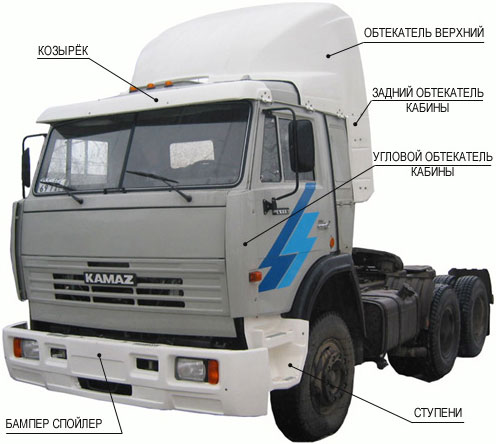 ОБТЕКАТЕЛЬ ВЕРХНИЙ
КОЗЫРЁК
ЗАДНИЙ ОБТЕКАТЕЛЬ
КАБИНЫ
УГЛОВОЙ ОБТЕКАТЕЛЬ
КАБИНЫ
KAMAZ
СТУПЕНИ
БАМПЕР СПОЙЛЕР